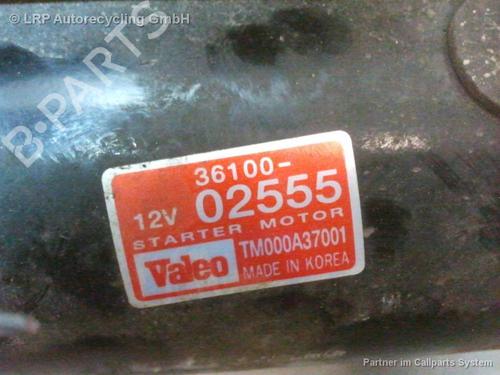 © LRP Autorecycling GmbH
B-PARTS
36100-
12V 02555
STARTER MOTOR
Valeo TM000A37001
MADE IN KOREA
Partner im Callparts System